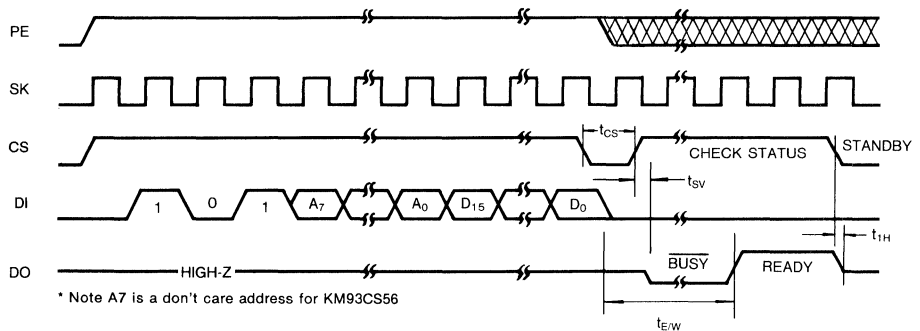 PE
SK
CS
tCS
CHECK STATUS
STANDBY
tSV
DI
1
0
1
A7
A0
D15
D0
t1H
DO
HIGH-Z
BUSY
READY
* Note A7 is a don't care address for KM93CS56
tE/W